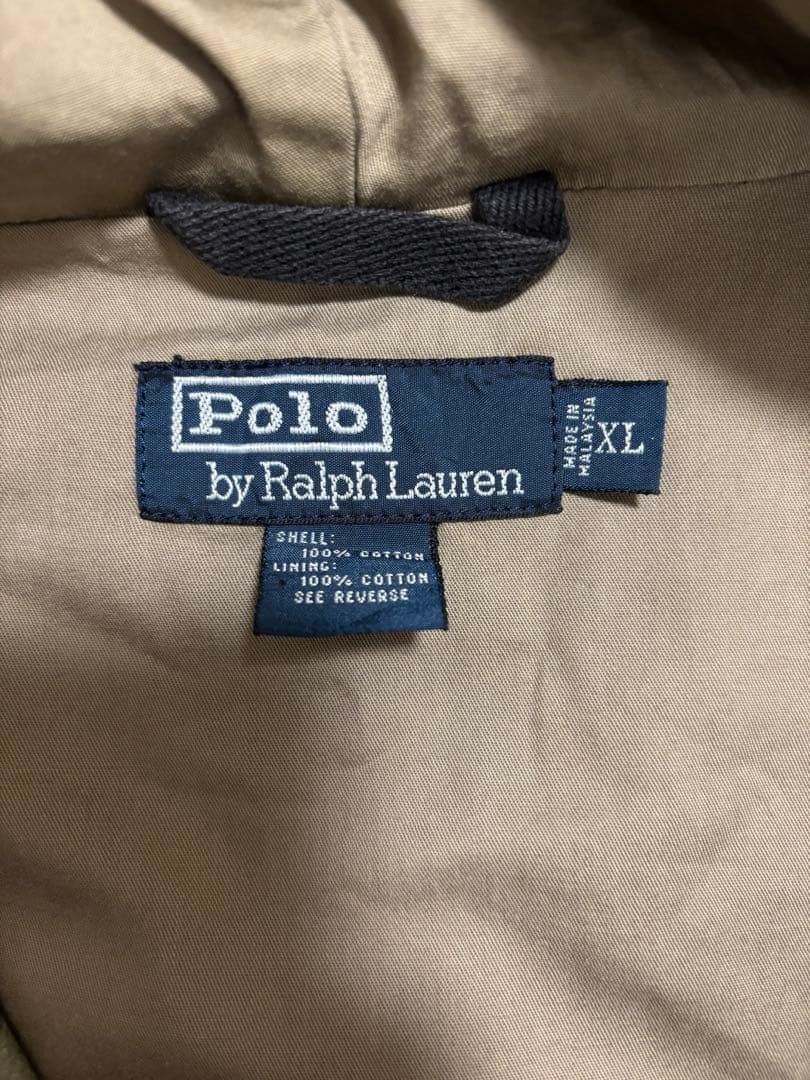 Polo
by Ralph Lauren
MADE IN
MALAYSIA
XL
SHELL:
100% COTTON
LINING:
100% COTTON
SEE REVERSE